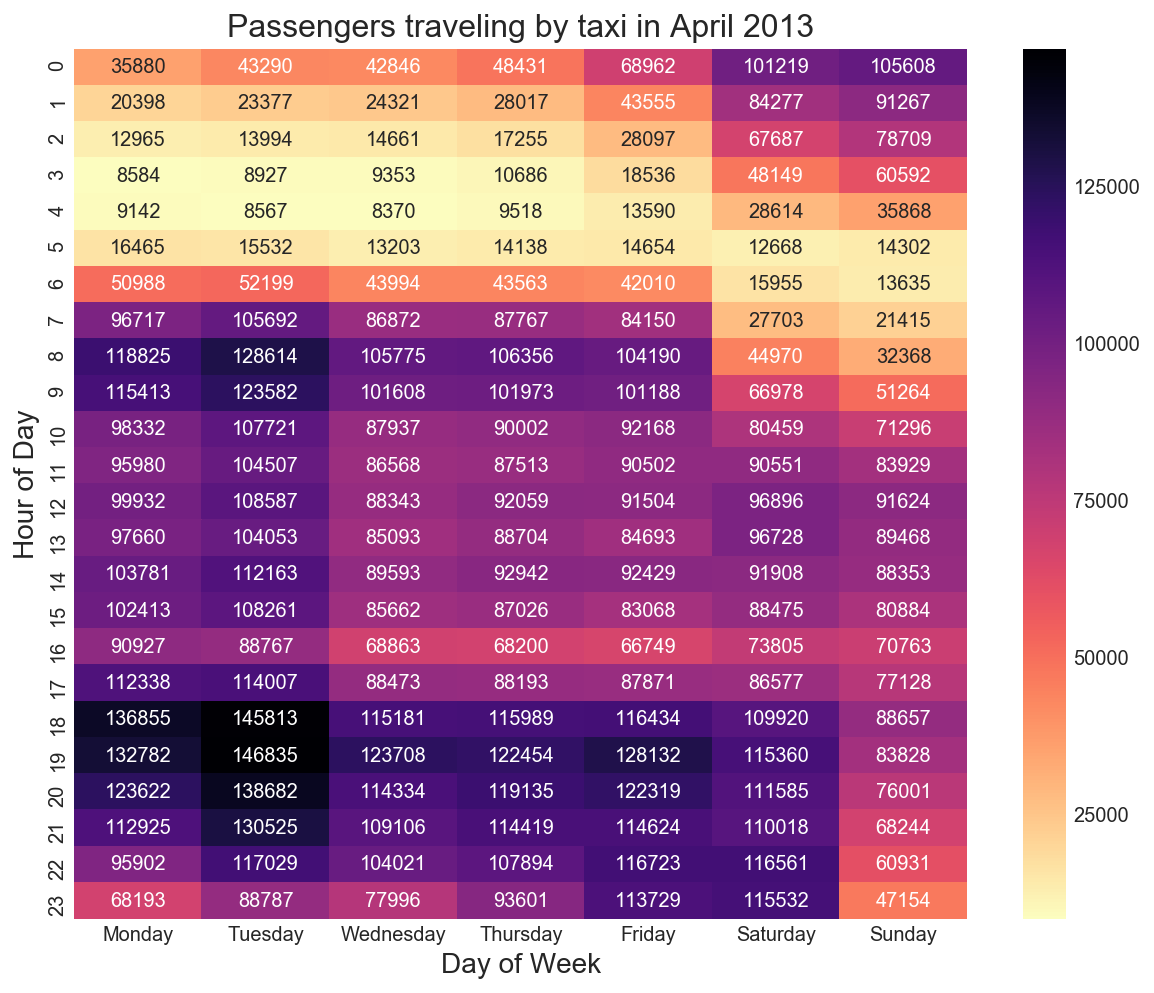 Passengers traveling by taxi in April 2013
0 35880 43290 42846 48431 68962 101219 105608
1 20398 23377 24321 28017 43555 84277 91267
2 12965 13994 14661 17255 28097 67687 78709
3 8584 8927 9353 10686 18536 48149 60592
125000
4 9142 8567 8370 9518 13590 28614 35868
5 16465 15532 13203 14138 14654 12668 14302
6 50988 52199 43994 43563 42010 15955 13635
7 96717 105692 86872 87767 84150 27703 21415
100000
8 118825 128614 105775 106356 104190 44970 32368
9 115413 123582 101608 101973 101188 66978 51264
10 98332 107721 87937 90002 92168 80459 71296
11 95980 104507 86568 87513 90502 90551 83929
Hour of Day
12 99932 108587 88343 92059 91504 96896 91624
75000
13 97660 104053 85093 88704 84693 96728 89468
14 103781 112163 89593 92942 92429 91908 88353
15 102413 108261 85662 87026 83068 88475 80884
16 90927 88767 68863 68200 66749 73805 70763
50000
17 112338 114007 88473 88193 87871 86577 77128
18 136855 145813 115181 115989 116434 109920 88657
19 132782 146835 123708 122454 128132 115360 83828
20 123622 138682 114334 119135 122319 111585 76001
25000
21 112925 130525 109106 114419 114624 110018 68244
22 95902 117029 104021 107894 116723 116561 60931
23 68193 88787 77996 93601 113729 115532 47154
Monday Tuesday Wednesday Thursday Friday Saturday Sunday
Day of Week